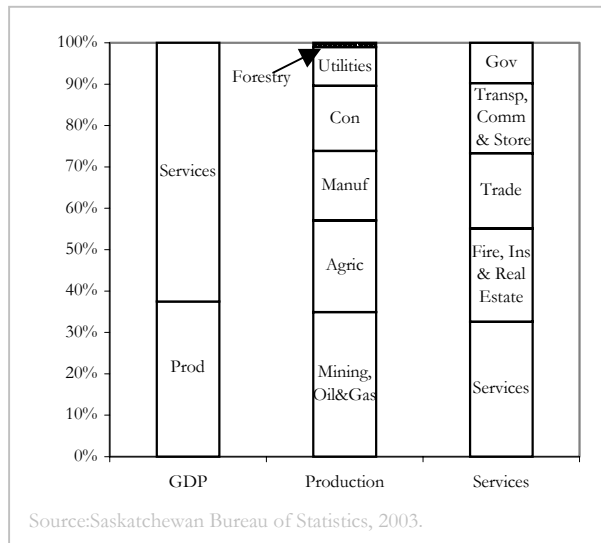 100%
90%
80%
70%
60%
50%
40%
30%
20%
10%
0%
Services
Prod
GDP
Forestry
Utilities
Con
Manuf
Agric
Mining,
Oil&Gas
Production
Gov
Transp,
Comm
& Store
Trade
Fire, Ins
& Real
Estate
Services
Services
Source:Saskatchewan Bureau of Statistics, 2003.